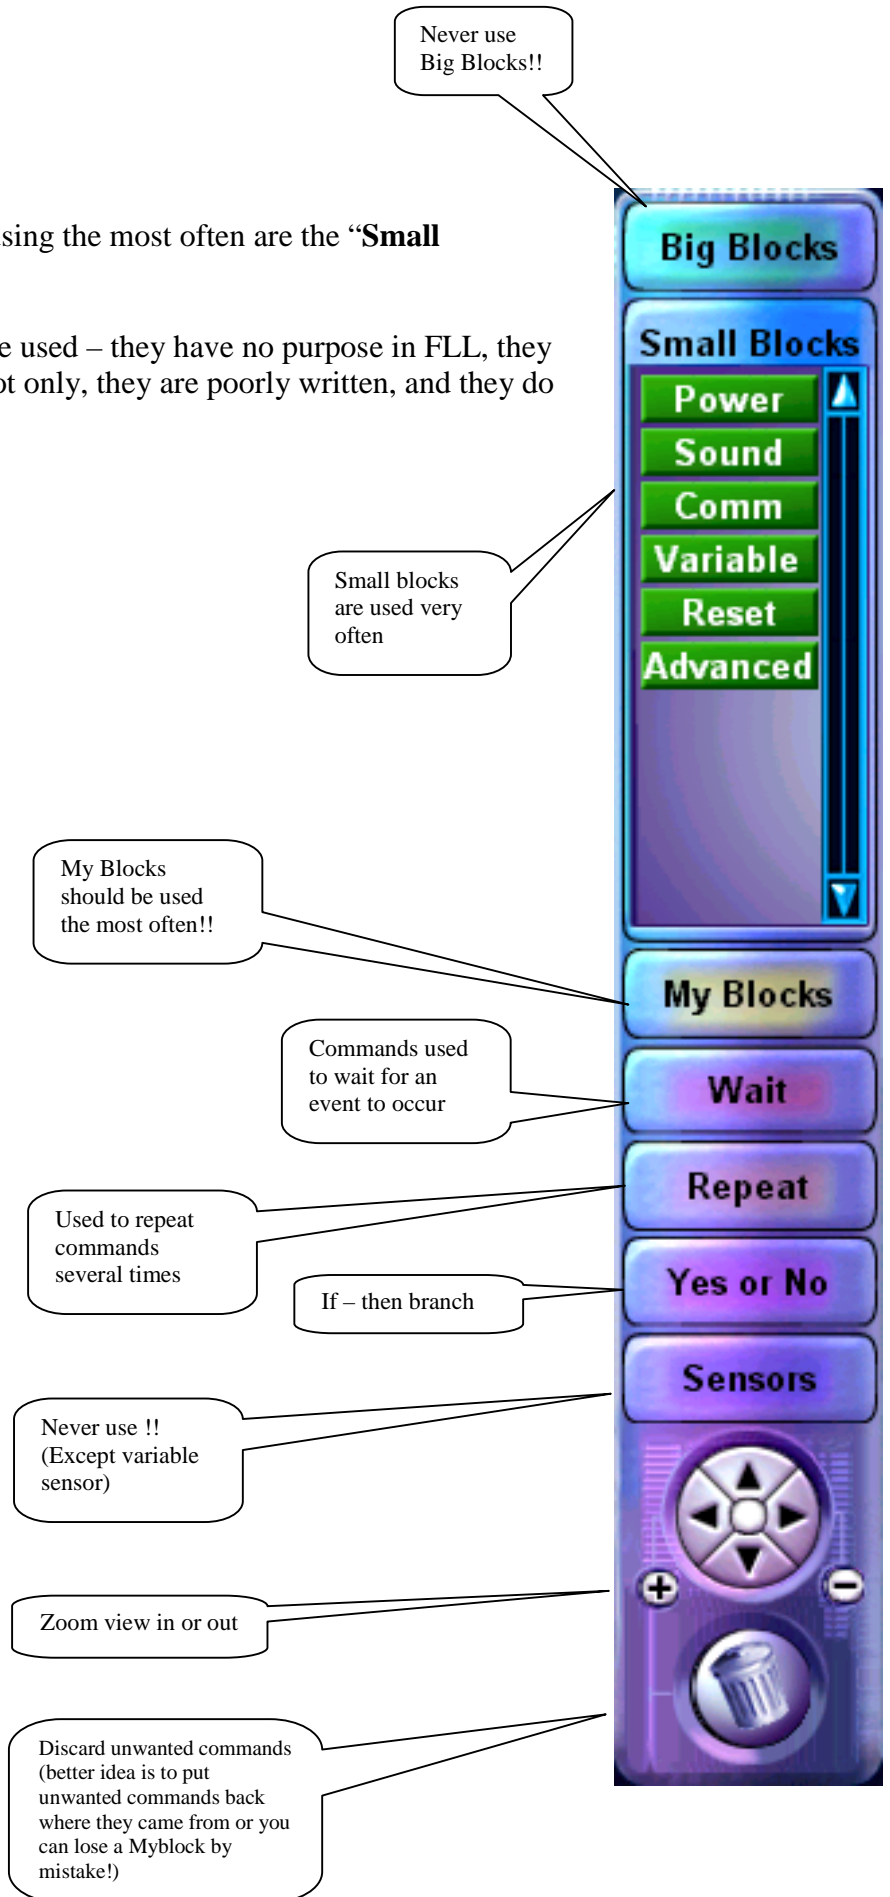 Never use
Big Blocks!!
using the most often are the “Small
Big Blocks
e used – they have no purpose in FLL, they
ot only, they are poorly written, and they do
Small Blocks
Power
Sound
Comm
Variable
Reset
Advanced
Small blocks
are used very
often
My Blocks
should be used
the most often!!
My Blocks
Commands used
to wait for an
event to occur
Wait
Used to repeat
commands
several times
Repeat
If – then branch
Yes or No
Never use !!
(Except variable
sensor)
Sensors
Zoom view in or out
Discard unwanted commands
(better idea is to put
unwanted commands back
where they came from or you
can lose a Myblock by
mistake!)